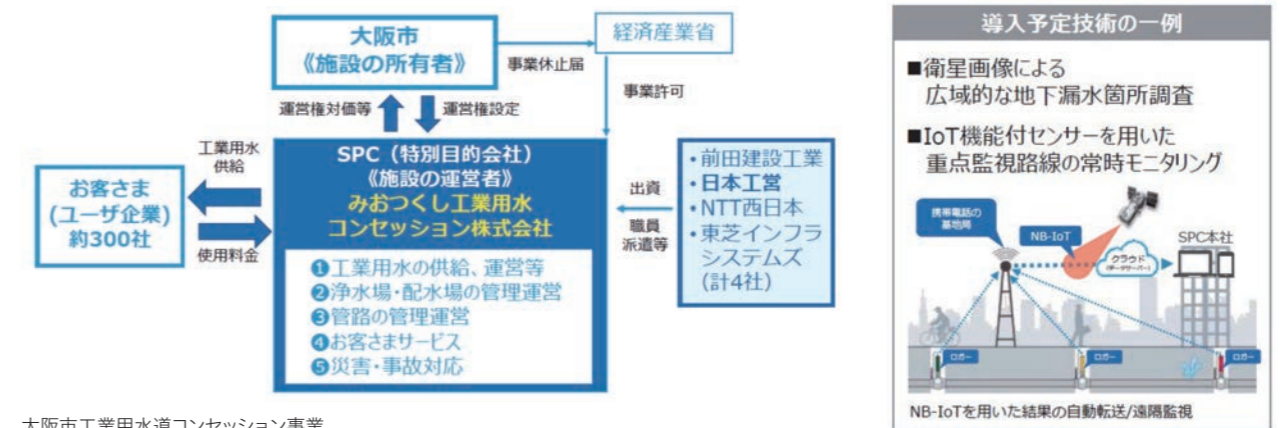 大阪市
《施設の所有者》
経済産業省
事業休止届
運営権対価等
運営権設定
事業許可
工業用水
供給
お客さま
(ユーザ企業)
約300社
使用料金
SPC(特別目的会社)
《施設の運営者》
みおつくし工業用水
コンセッション株式会社
❶工業用水の供給、運営等
❷浄水場・配水場の管理運営
❸管路の管理運営
❹お客さまサービス
❺災害・事故対応
出資
職員
派遣等
・前田建設工業
・日本工営
・NTT西日本
・東芝インフラ
システムズ
(計4社)
大阪市工業用水道コンセッション事業
導入予定技術の一例
■衛星画像による
広域的な地下漏水箇所調査
■IoT機能付センサーを用いた
重点監視路線の常時モニタリング
携帯電話の
基地局
NB-IoT
クラウド
(データサーバー)
SPC本社
ロガー
ロガー
ロガー
NB-IoTを用いた結果の自動転送/遠隔監視